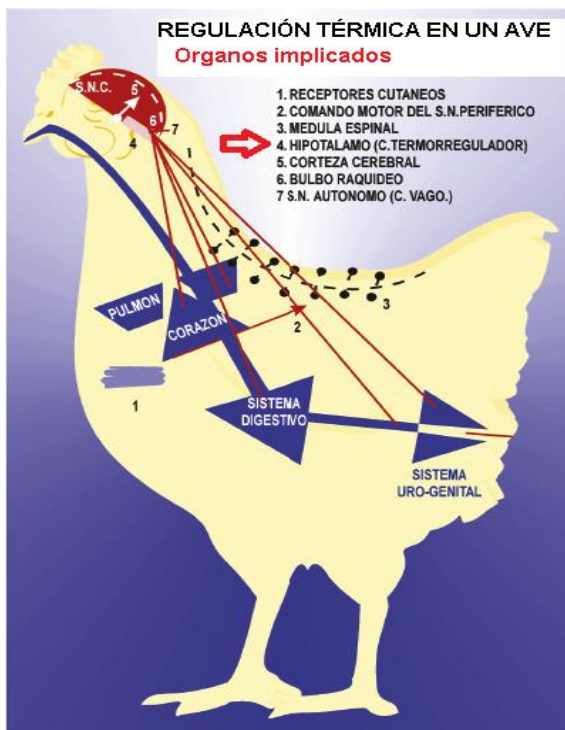 REGULACIÓN TÉRMICA EN UN AVE
Organos implicados
1. RECEPTORES CUTANEOS
2. COMANDO MOTOR DEL S.N.PERIFERICO
3. MEDULA ESPINAL
4. HIPOTALAMO (C.TERMORREGULADOR)
5. CORTEZA CEREBRAL
6. BULBO RAQUIDEO
7 S.N. AUTONOMO (C. VAGO.)
S.N.C.
5
6
7
4
PULMON
CORAZON
2
3
1
SISTEMA
DIGESTIVO
SISTEMA
URO-GENITAL